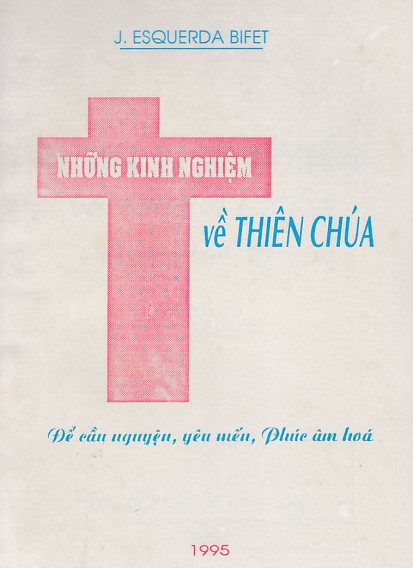 J. ESQUERDA BIFET
NHỮNG KINH NGHIỆM
về THIÊN CHÚA
Để cầu nguyện, yêu mến, Phúc âm hoá
1995